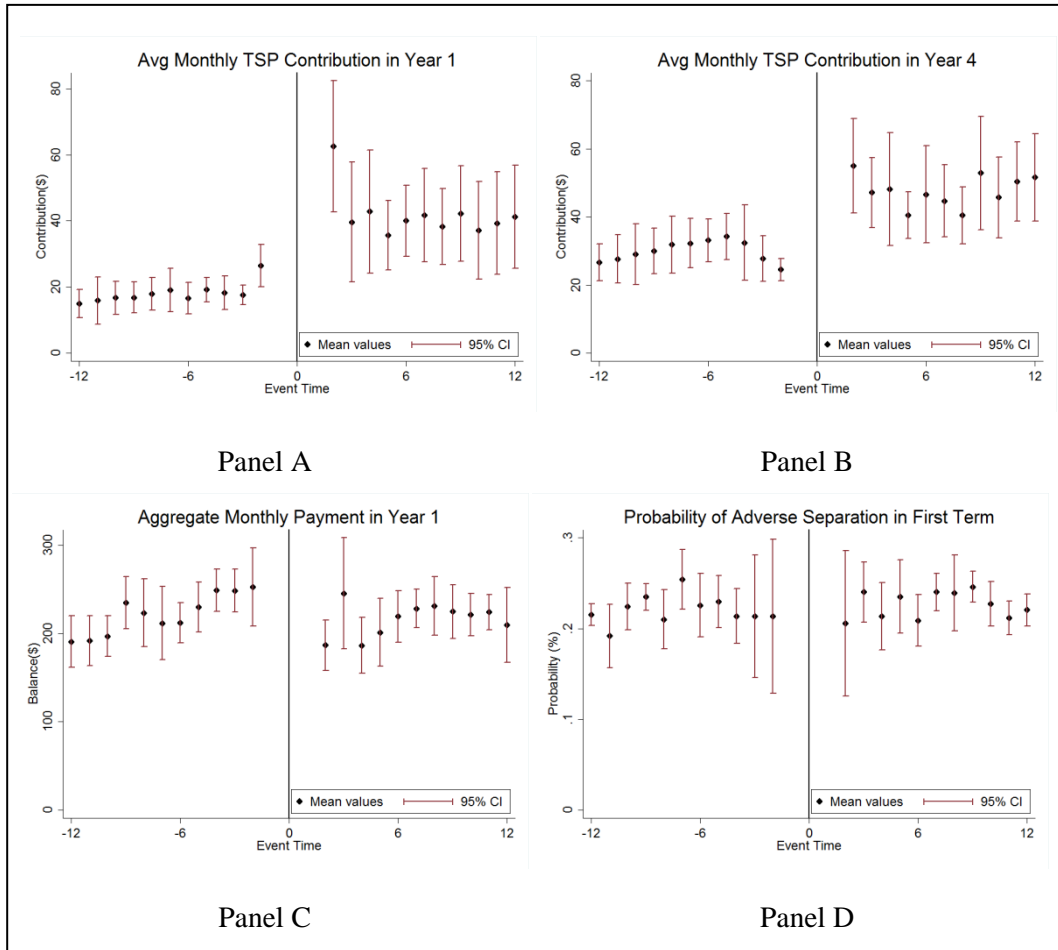 Avg Monthly TSP Contribution in Year 1
Contribution($)
80
60
40
20
0
-12
-6
0
6
12
Event Time
Mean values
95% CI
Panel A
Avg Monthly TSP Contribution in Year 4
Contribution($)
80
60
40
20
0
-12
-6
0
6
12
Event Time
Mean values
95% CI
Panel B
Aggregate Monthly Payment in Year 1
Balance($)
300
200
100
0
-12
-6
0
6
12
Event Time
Mean values
95% CI
Panel C
Probability of Adverse Separation in First Term
Probability (%)
.3
.2
.1
0
-12
-6
0
6
12
Event Time
Mean values
95% CI
Panel D